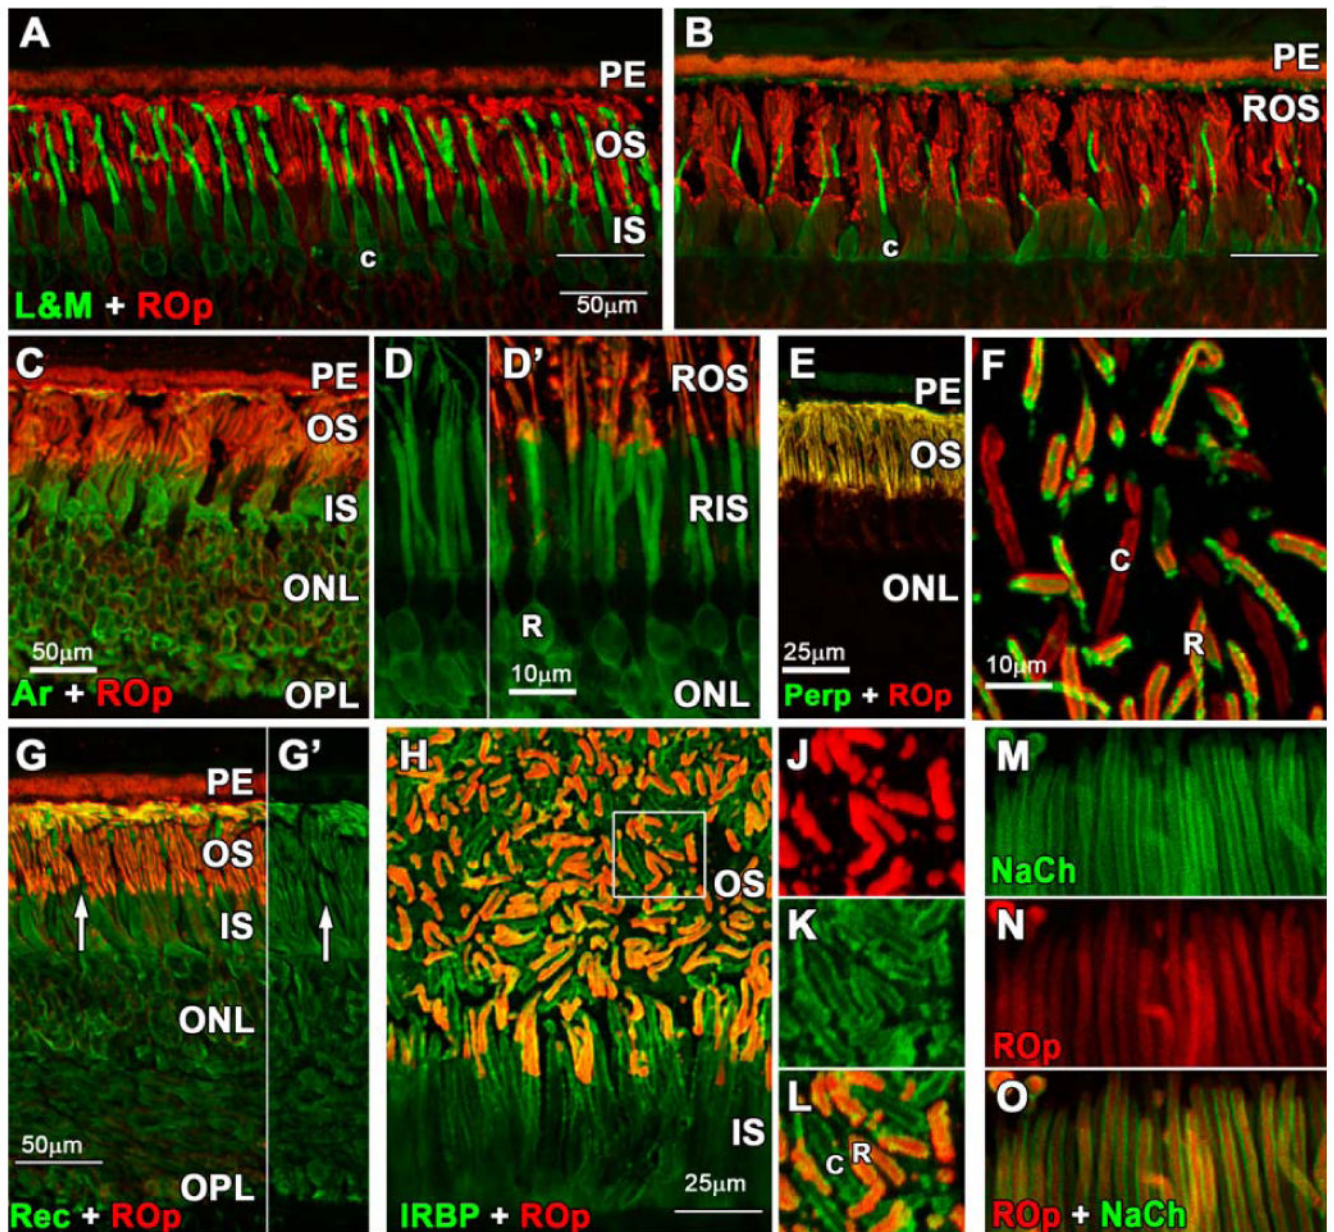 A
PE
OS
IS
c
50µm
L&M + ROp
B
PE
ROS
c
C
PE
OS
IS
ONL
50µm
OPL
Ar + ROp
D
D'
ROS
RIS
R
10µm
ONL
E
PE
OS
ONL
25µm
Perp + ROp
F
C
R
10µm
G
G'
PE
OS
IS
ONL
50µm
OPL
Rec + ROp
H
OS
IS
25µm
IRBP + ROp
J
K
L
C R
M
NaCh
N
ROp
O
ROp + NaCh